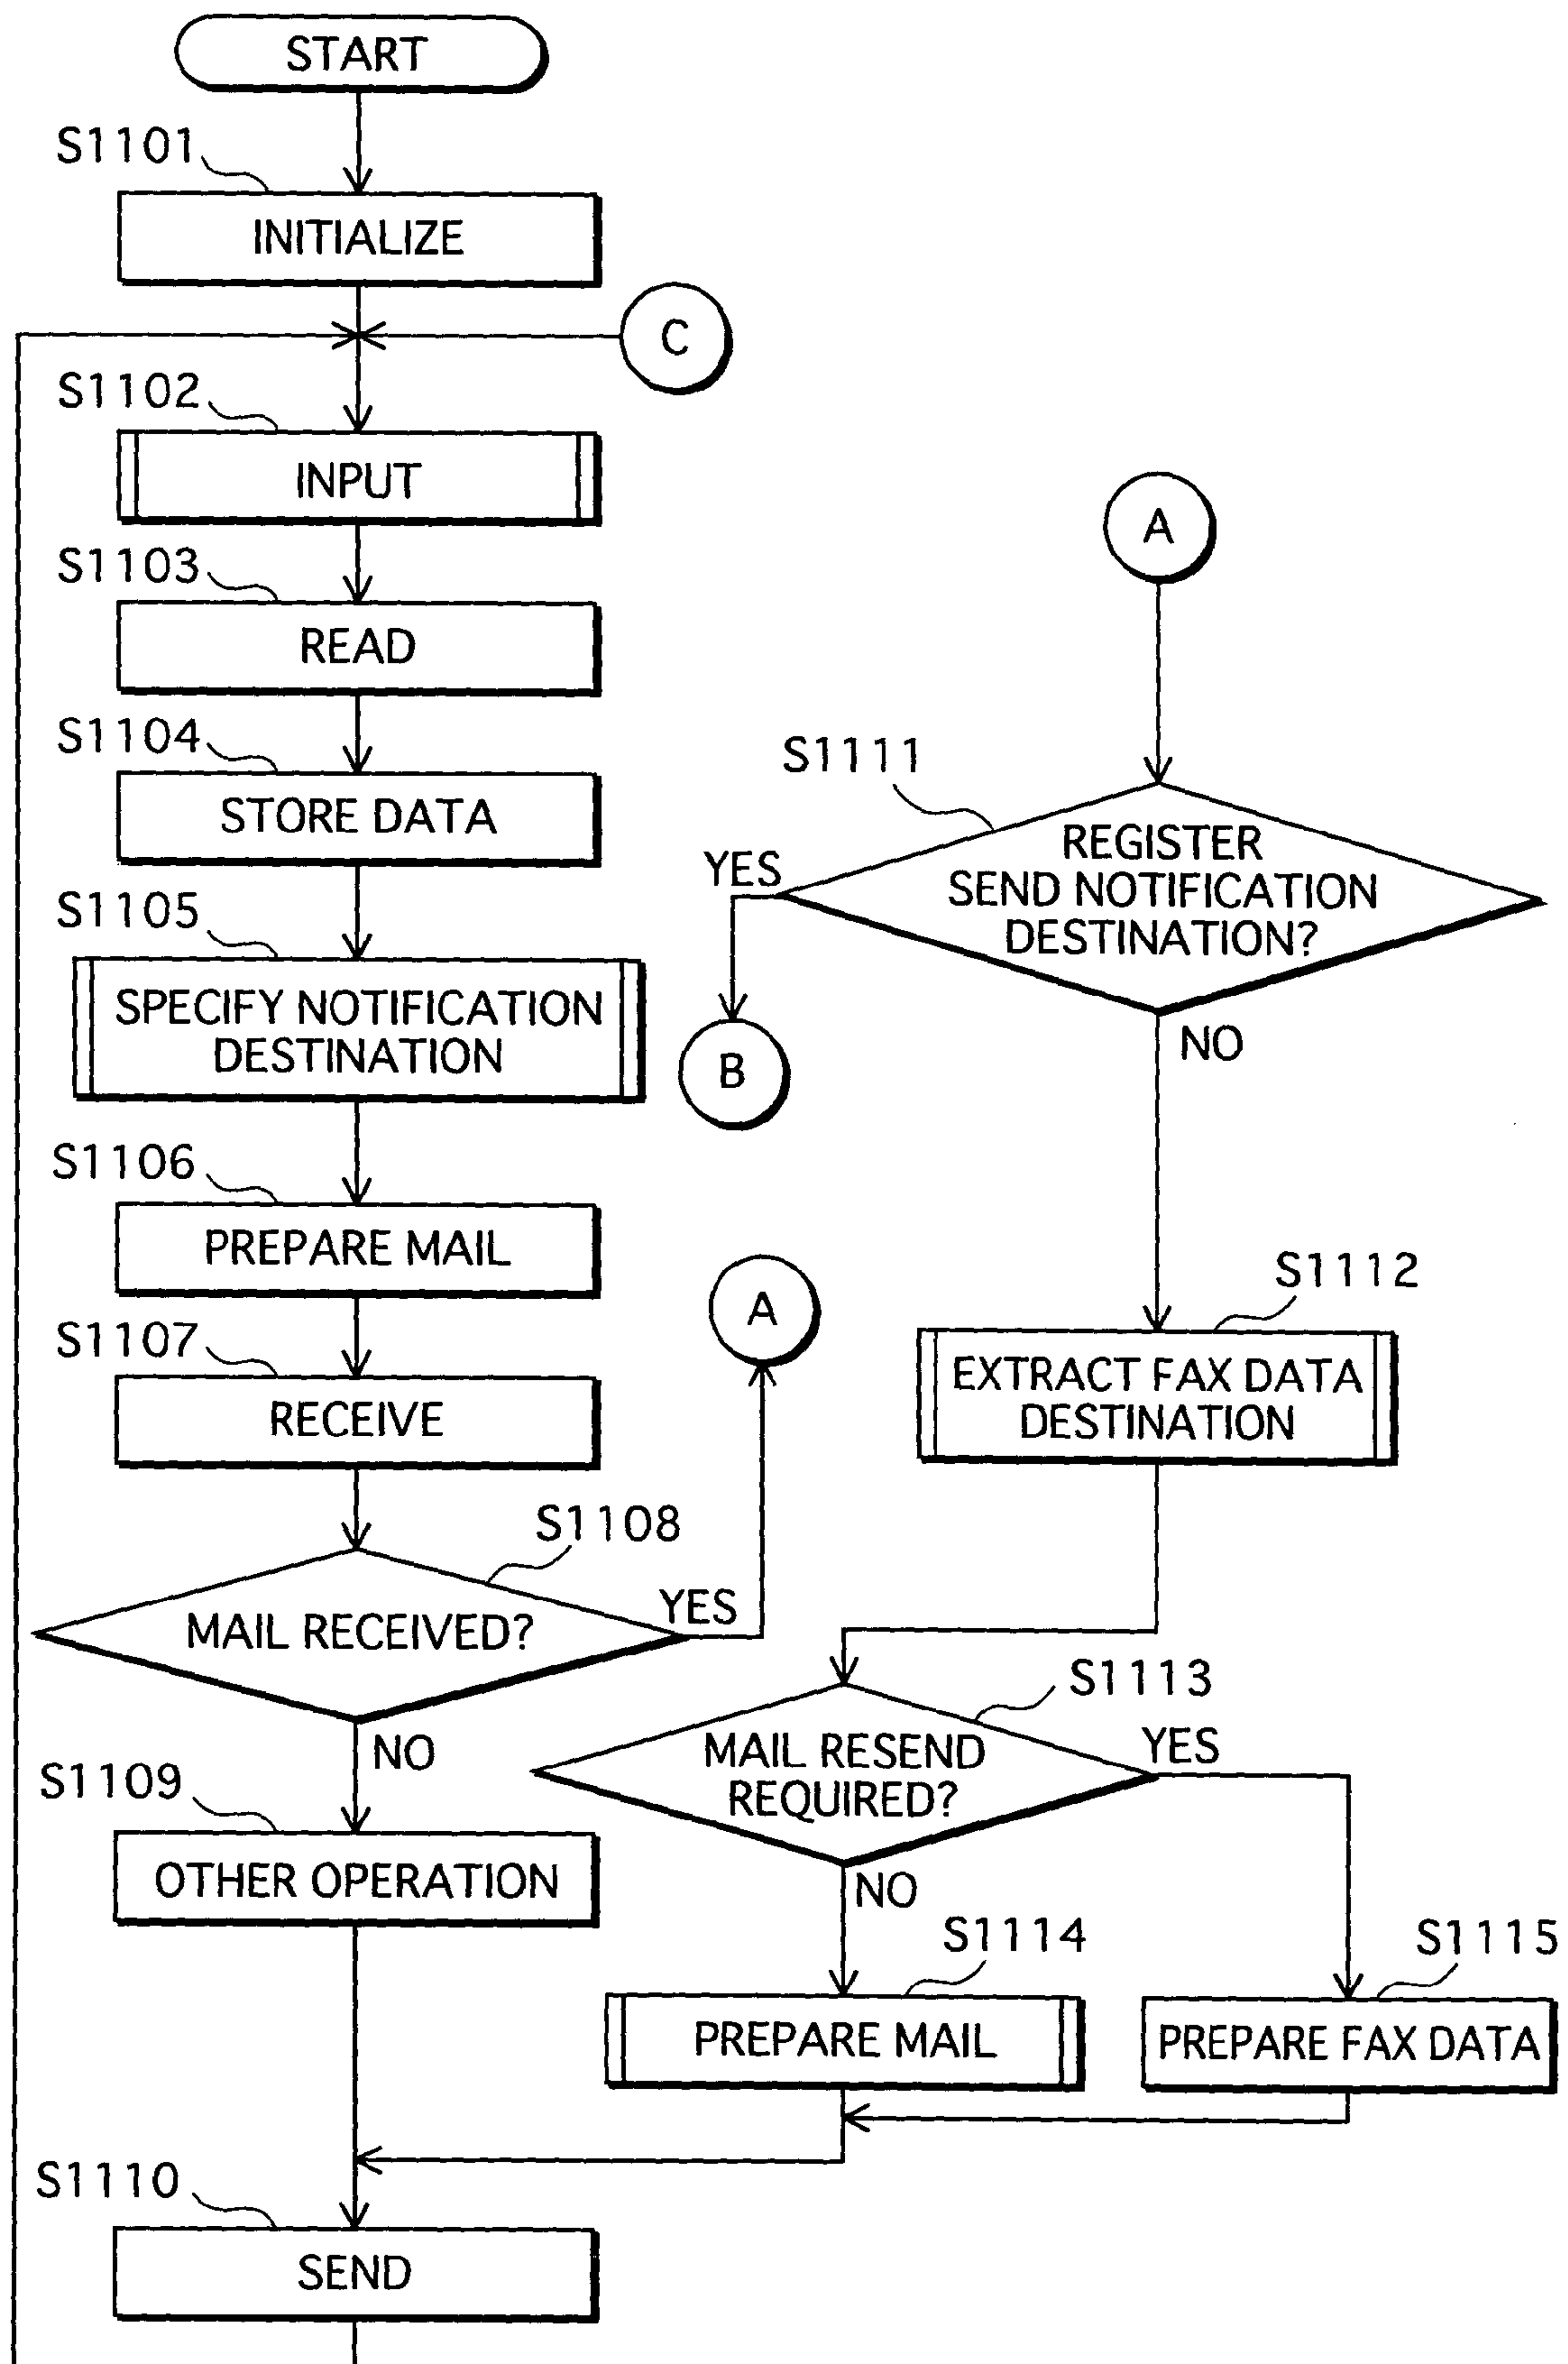 START
S1101
INITIALIZE
C
S1102
INPUT
S1103
READ
S1104
STORE DATA
S1105
SPECIFY NOTIFICATION
DESTINATION
S1106
PREPARE MAIL
S1107
RECEIVE
S1108
MAIL RECEIVED?
YES
A
NO
S1109
OTHER OPERATION
S1110
SEND
A
S1111
REGISTER
SEND NOTIFICATION
DESTINATION?
YES
B
NO
S1112
EXTRACT FAX DATA
DESTINATION
S1113
MAIL RESEND
REQUIRED?
YES
NO
S1114
PREPARE MAIL
S1115
PREPARE FAX DATA